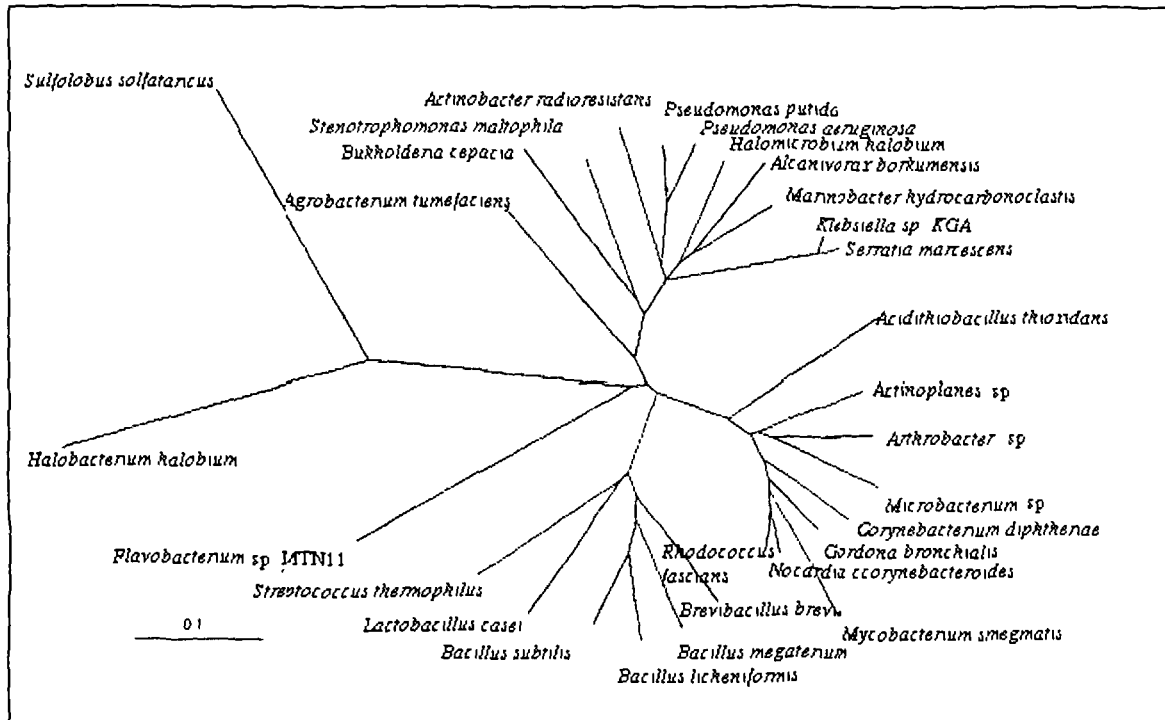 Sulfolobus solfataricus
Actinobacter radioresistans
Pseudomonas putida
Stenotrophomonas maltophila
Pseudomonas aeruginosa
Bukholderia cepacia
Halomicrobium halobium
Alcanivorax borkumensis
Agrobacterium tumefaciens
Marinobacter hydrocarbonoclastis
Klebsiella sp KGA
Serratia marcescens
Acidithiobacillus thioxidans
Actinoplanes sp
Arthrobacter sp
Halobacterium halobium
Microbacterium sp
Corynebacterium diphtheriae
Flavobacterium sp MTN11
Rhodococcus
fascians
Gordona bronchialis
Nocardia ccorynebacteroides
Streptococcus thermophilus
Brevibacillus brevis
Lactobacillus casei
0 1
Mycobacterium smegmatis
Bacillus subtilis
Bacillus megaterium
Bacillus licheniformis